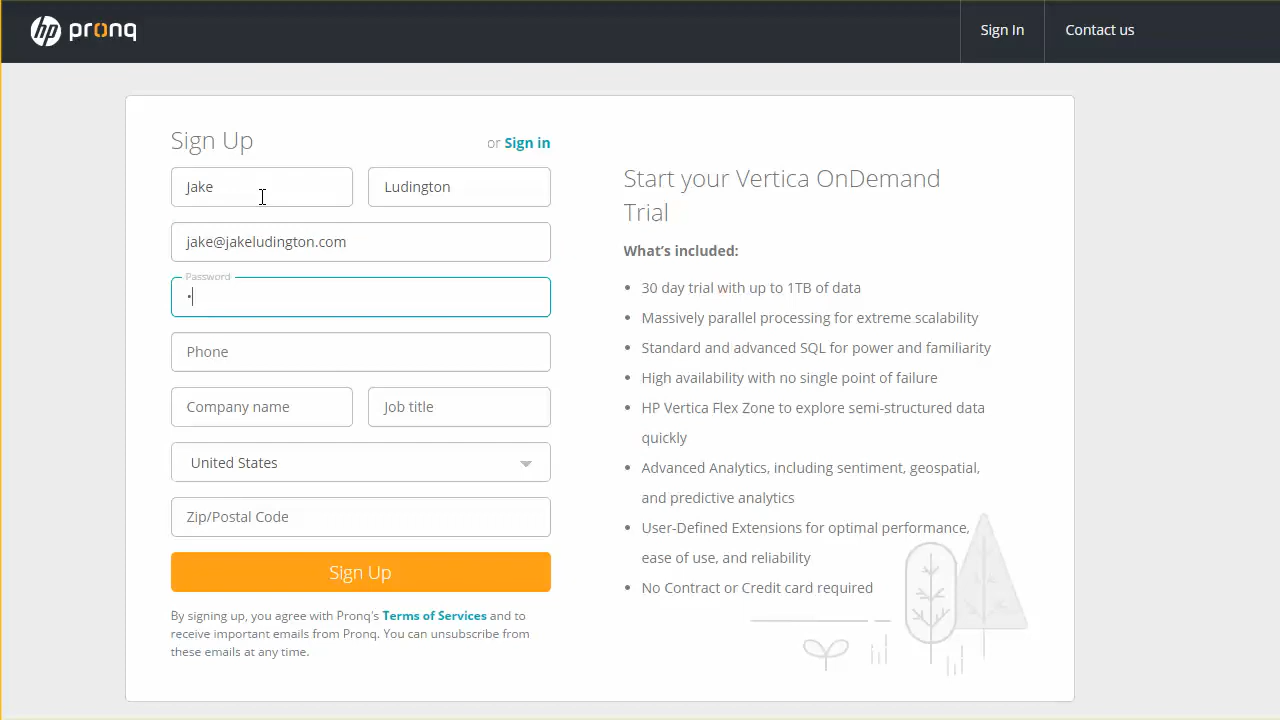 hp pronq
Sign In
Contact us
Sign Up
or Sign in
Jake
Ludington
jake@jakeludington.com
Password
•
Phone
Company name
Job title
United States
Zip/Postal Code
Sign Up
By signing up, you agree with Pronq's Terms of Services and to
receive important emails from Pronq. You can unsubscribe from
these emails at any time.
Start your Vertica OnDemand
Trial
What's included:
• 30 day trial with up to 1TB of data
• Massively parallel processing for extreme scalability
• Standard and advanced SQL for power and familiarity
• High availability with no single point of failure
• HP Vertica Flex Zone to explore semi-structured data
quickly
• Advanced Analytics, including sentiment, geospatial,
and predictive analytics
• User-Defined Extensions for optimal performance,
ease of use, and reliability
• No Contract or Credit card required